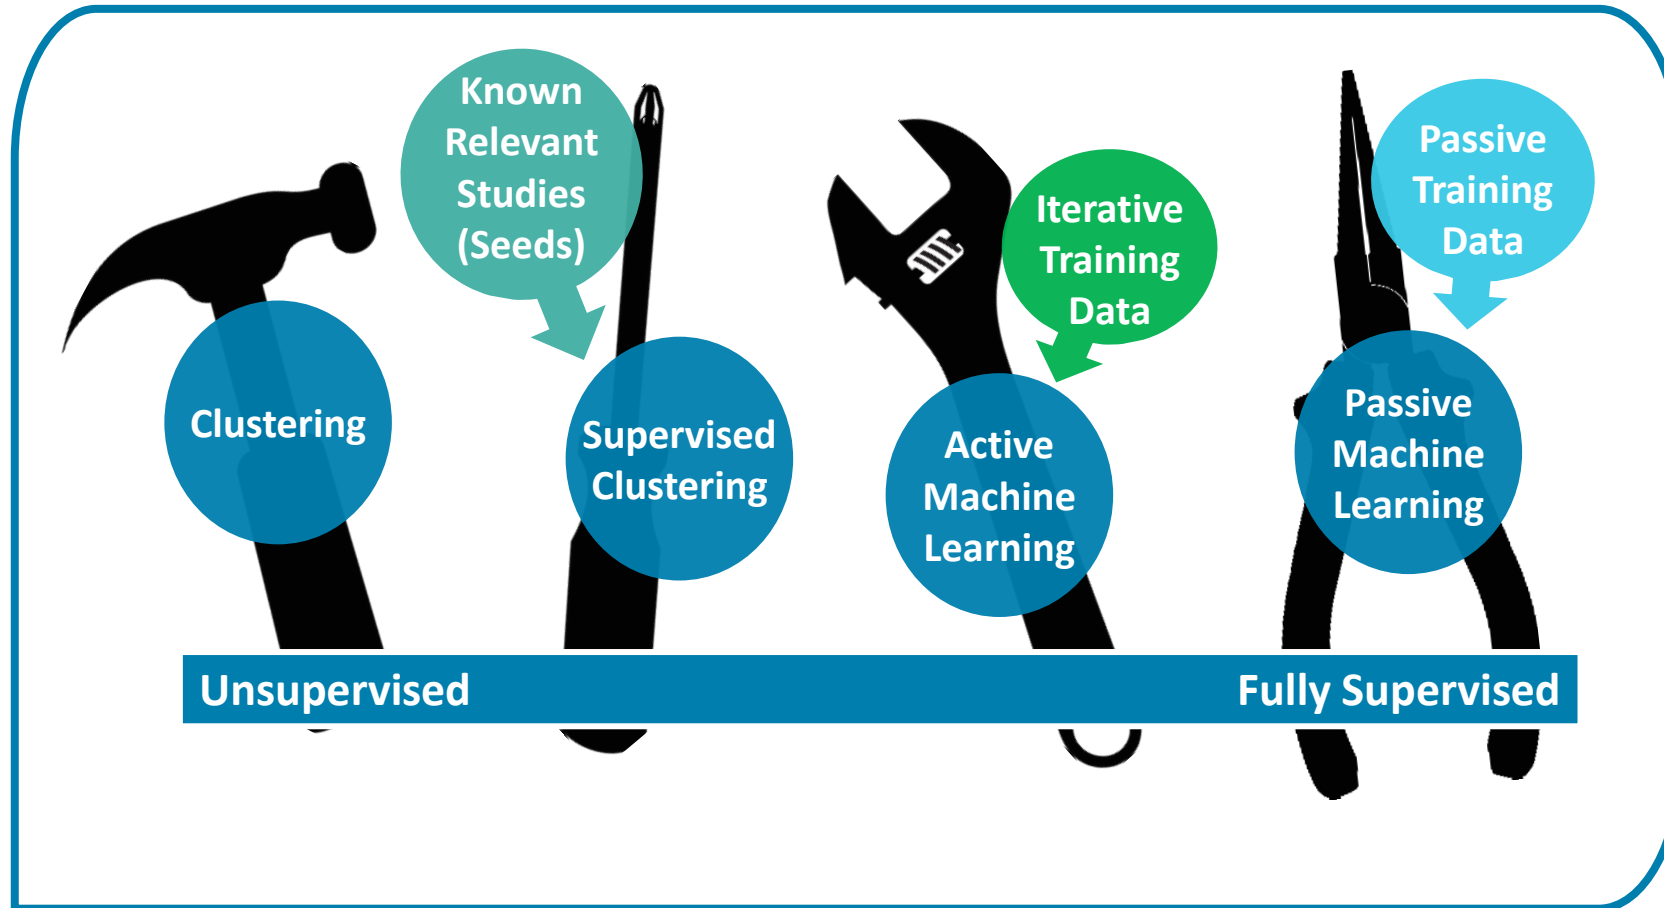 Known
Relevant
Studies
(Seeds)
Clustering
Supervised
Clustering
Iterative
Training
Data
Active
Machine
Learning
Passive
Training
Data
Passive
Machine
Learning
Unsupervised
Fully Supervised